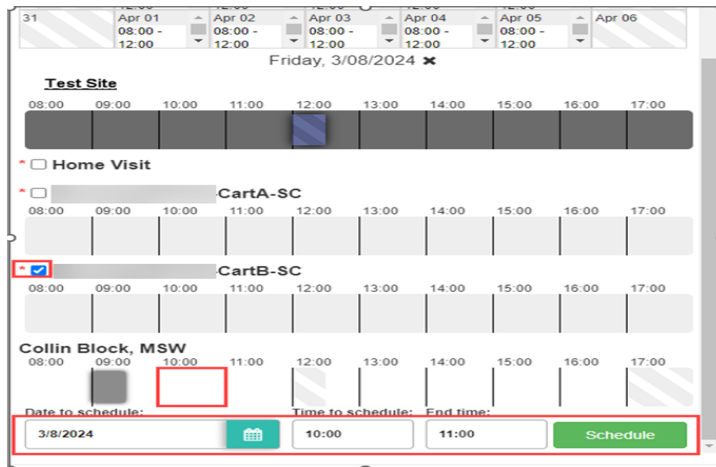 31 Apr 01 Apr 02 Apr 03 Apr 04 Apr 05 Apr 06
08:00 - 08:00 - 08:00 - 08:00 - 08:00 -
12:00 12:00 12:00 12:00 12:00
Friday, 3/08/2024 ✖
Test Site
08:00 09:00 10:00 11:00 12:00 13:00 14:00 15:00 16:00 17:00
* Home Visit
* CartA-SC
08:00 09:00 10:00 11:00 12:00 13:00 14:00 15:00 16:00 17:00
* CartB-SC
08:00 09:00 10:00 11:00 12:00 13:00 14:00 15:00 16:00 17:00
Collin Block, MSW
08:00 09:00 10:00 11:00 12:00 13:00 14:00 15:00 16:00 17:00
Date to schedule: Time to schedule: End time:
3/8/2024 10:00 11:00 Schedule